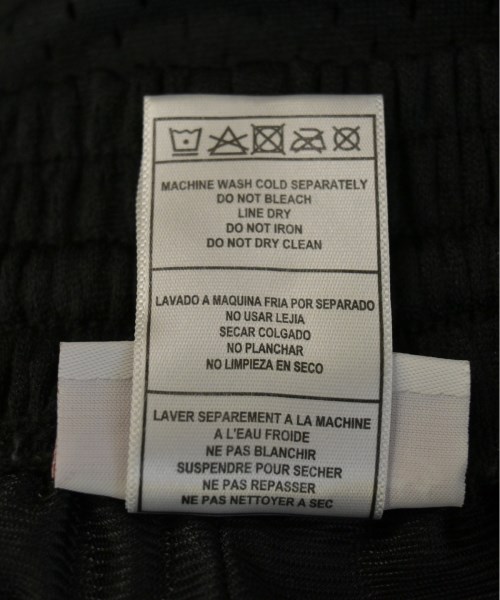 MACHINE WASH COLD SEPARATELY
DO NOT BLEACH
LINE DRY
DO NOT IRON
DO NOT DRY CLEAN
LAVADO A MAQUINA FRIA POR SEPARADO
NO USAR LEJIA
SECAR COLGADO
NO PLANCHAR
NO LIMPIEZA EN SECO
LAVER SEPAREMENT A LA MACHINE
A L'EAU FROIDE
NE PAS BLANCHIR
SUSPENDRE POUR SECHER
NE PAS REPASSER
NE PAS NETTOYER A SEC